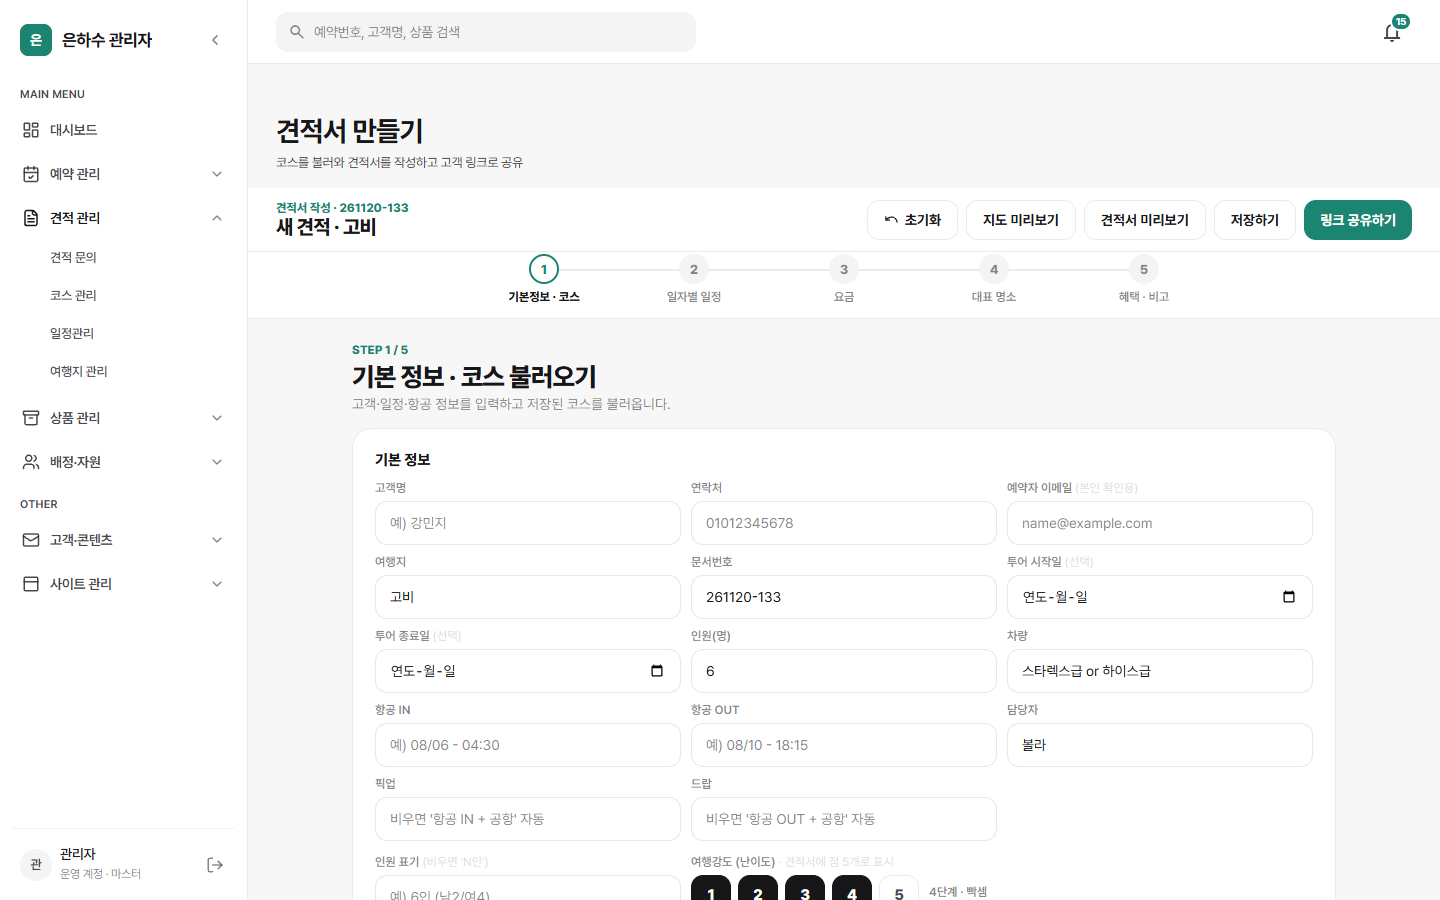 은 은하수 관리자
예약번호, 고객명, 상품 검색
15
MAIN MENU
대시보드
예약 관리
견적 관리
견적 문의
코스 관리
일정관리
여행지 관리
상품 관리
배정·자원
OTHER
고객·콘텐츠
사이트 관리
관 관리자
운영 계정 · 마스터
견적서 만들기
코스를 불러와 견적서를 작성하고 고객 링크로 공유
견적서 작성 · 261120-133
새 견적 · 고비
초기화 지도 미리보기 견적서 미리보기 저장하기 링크 공유하기
1 2 3 4 5
기본정보 · 코스 일자별 일정 요금 대표 명소 혜택 · 비고
STEP 1 / 5
기본 정보 · 코스 불러오기
고객·일정·항공 정보를 입력하고 저장된 코스를 불러옵니다.
기본 정보
고객명 연락처 예약자 이메일 (본인 확인용)
예) 강민지 01012345678 name@example.com
여행지 문서번호 투어 시작일 (선택)
고비 261120-133 연도-월-일
투어 종료일 (선택) 인원(명) 차량
연도-월-일 6 스타렉스급 or 하이스급
항공 IN 항공 OUT 담당자
예) 08/06 - 04:30 예) 08/10 - 18:15 볼라
픽업 드랍
비우면 '항공 IN + 공항' 자동 비우면 '항공 OUT + 공항' 자동
인원 표기 (비우면 'N인') 여행강도 (난이도) · 견적서에 점 5개로 표시
예) 6인 (남2/여4) 1 2 3 4 5 4단계 · 빡셈